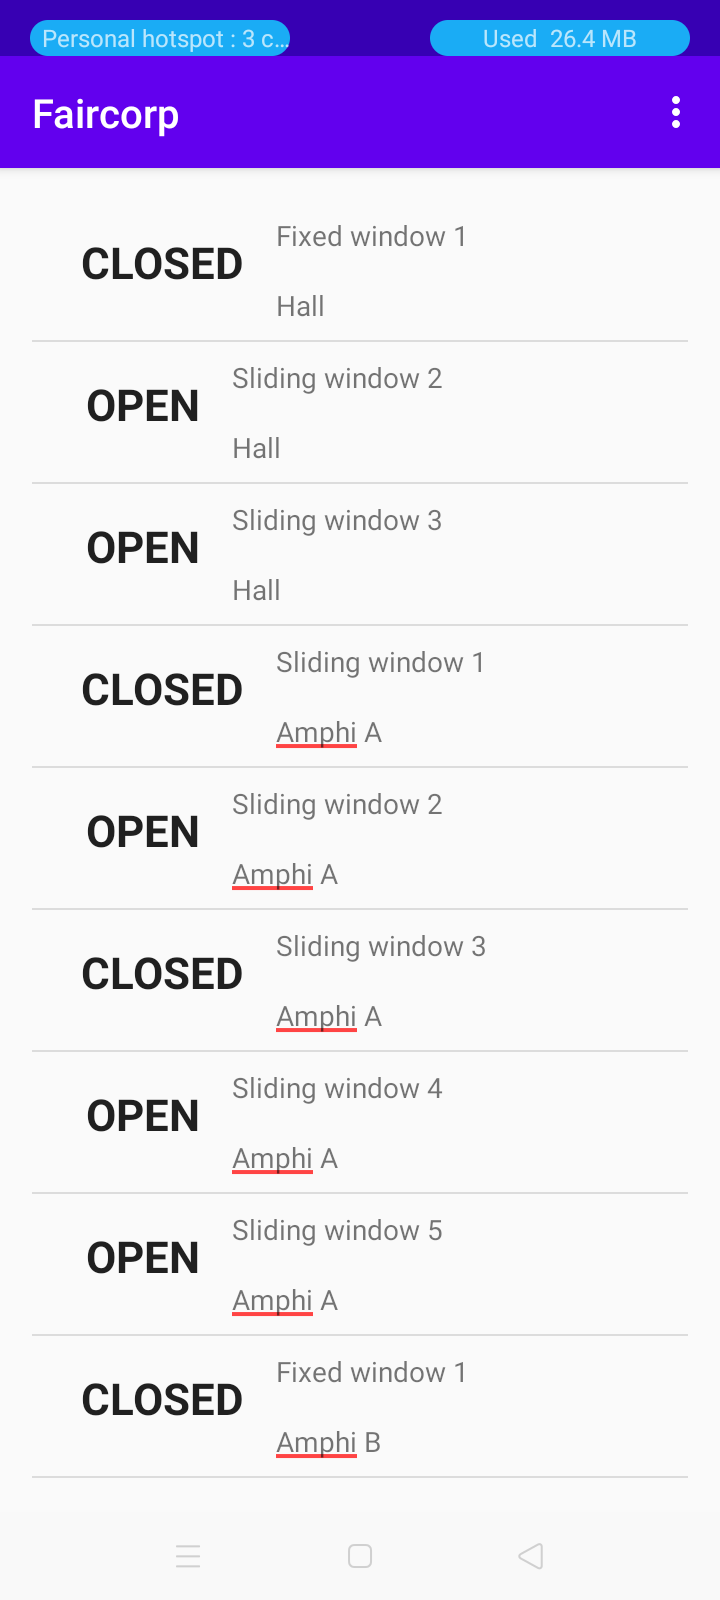 Personal hotspot : 3 c…
Used 26.4 MB
Faircorp
CLOSED
Fixed window 1
Hall
OPEN
Sliding window 2
Hall
OPEN
Sliding window 3
Hall
CLOSED
Sliding window 1
Amphi A
OPEN
Sliding window 2
Amphi A
CLOSED
Sliding window 3
Amphi A
OPEN
Sliding window 4
Amphi A
OPEN
Sliding window 5
Amphi A
CLOSED
Fixed window 1
Amphi B